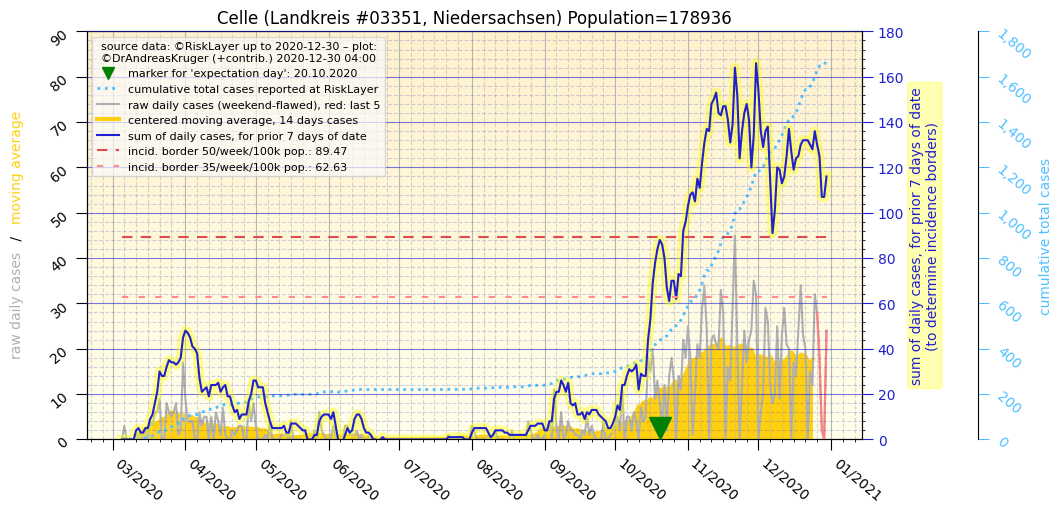 Celle (Landkreis #03351, Niedersachsen) Population=178936
source data: ©RiskLayer up to 2020-12-30 – plot:
©DrAndreasKruger (+contrib.) 2020-12-30 04:00
marker for 'expectation day': 20.10.2020
cumulative total cases reported at RiskLayer
raw daily cases (weekend-flawed), red: last 5
centered moving average, 14 days cases
sum of daily cases, for prior 7 days of date
incid. border 50/week/100k pop.: 89.47
incid. border 35/week/100k pop.: 62.63
raw daily cases / moving average
90
80
70
60
50
40
30
20
10
0
03/2020
04/2020
05/2020
06/2020
07/2020
08/2020
09/2020
10/2020
11/2020
12/2020
01/2021
180
160
140
120
100
80
60
40
20
0
sum of daily cases, for prior 7 days of date
(to determine incidence borders)
1,800
1,600
1,400
1,200
1,000
800
600
400
200
0
cumulative total cases